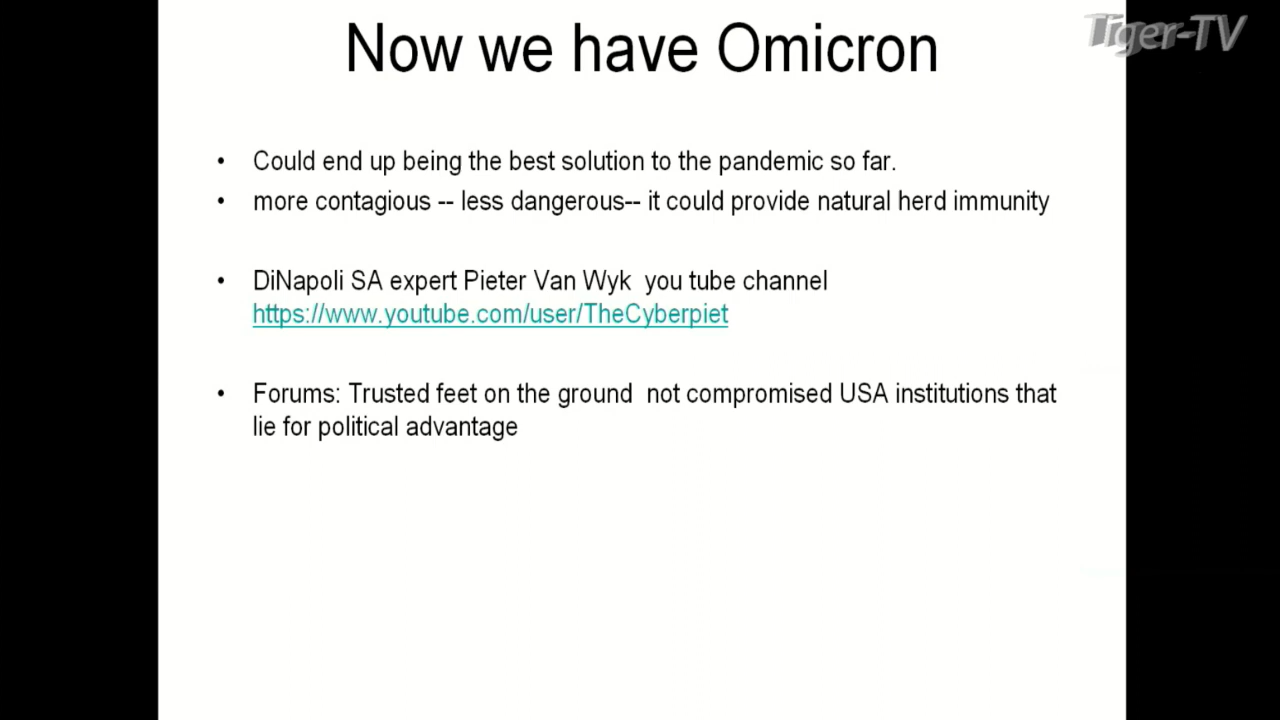 Tiger-TV
Now we have Omicron
• Could end up being the best solution to the pandemic so far.
• more contagious -- less dangerous-- it could provide natural herd immunity
• DiNapoli SA expert Pieter Van Wyk  you tube channel
https://www.youtube.com/user/TheCyberpiet
• Forums: Trusted feet on the ground  not compromised USA institutions that
lie for political advantage